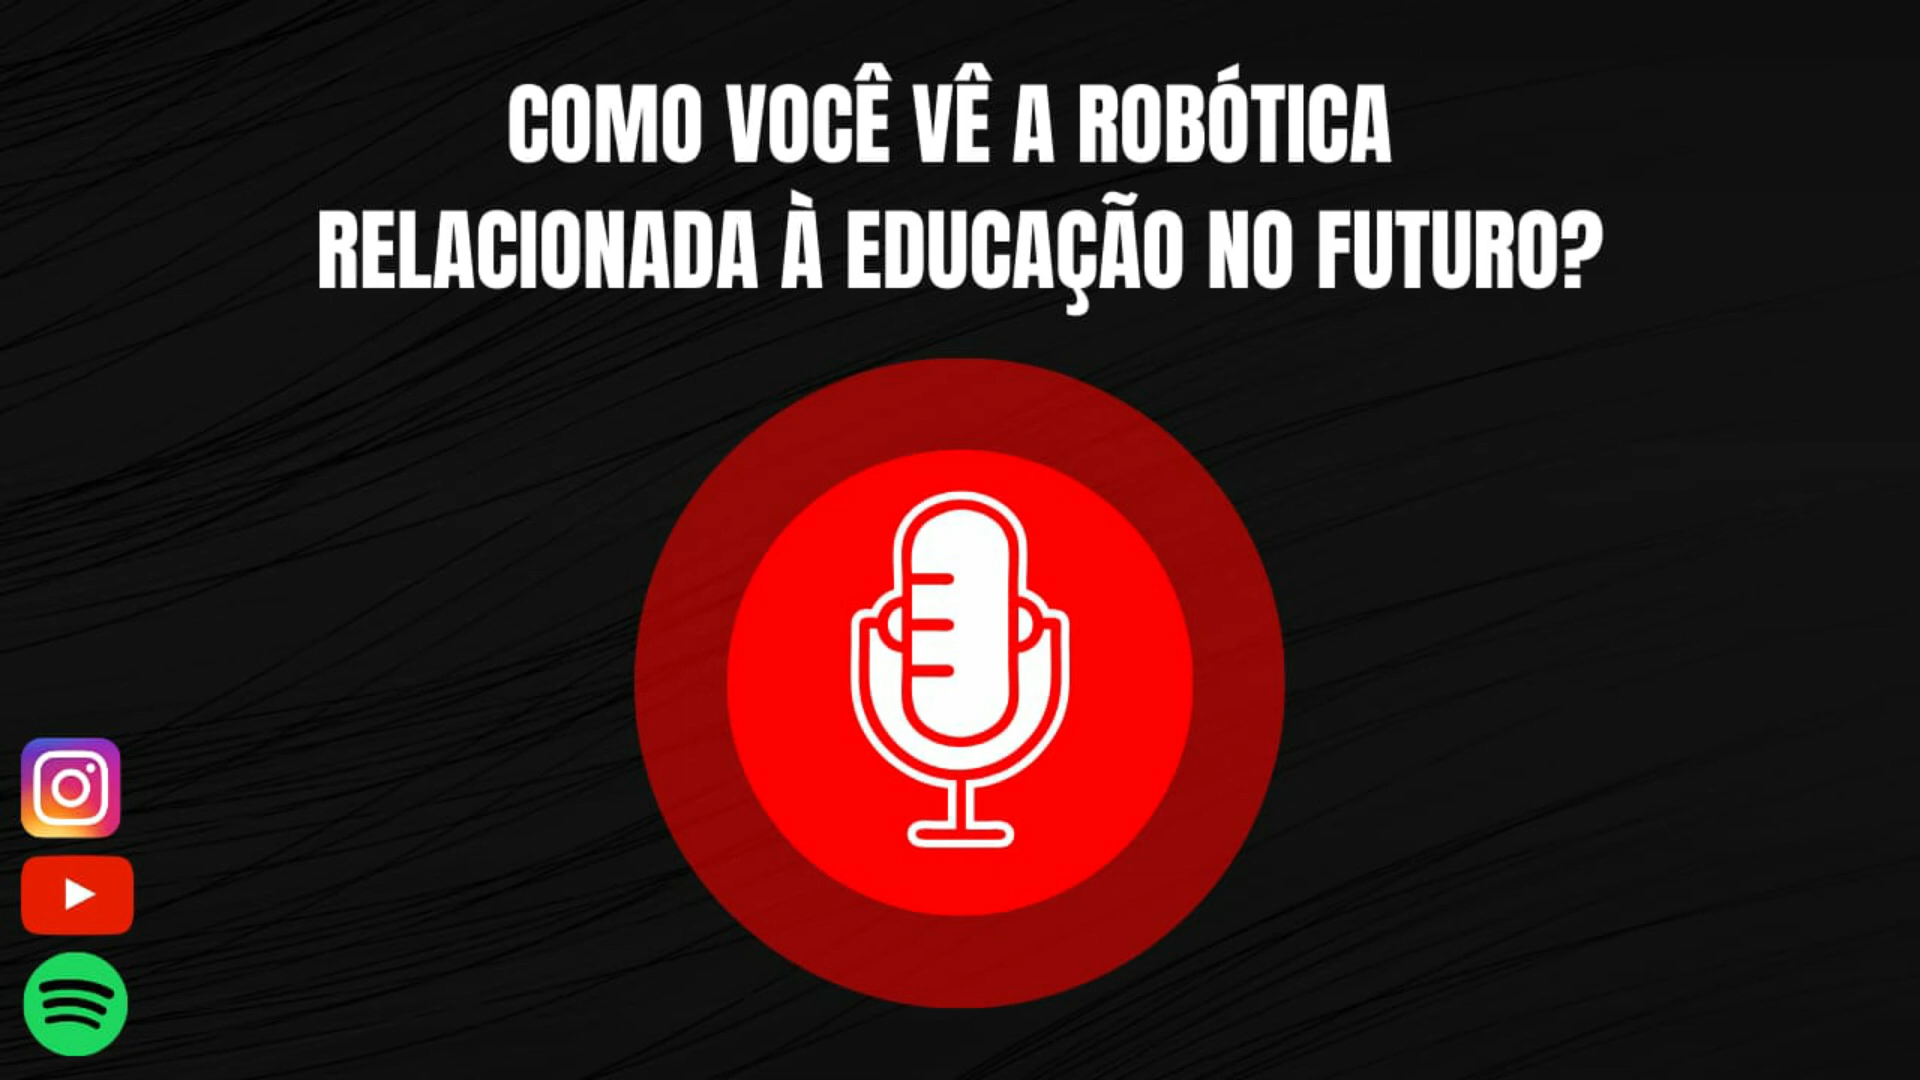 COMO VOCÊ VÊ A ROBÓTICA
RELACIONADA À EDUCAÇÃO NO FUTURO?